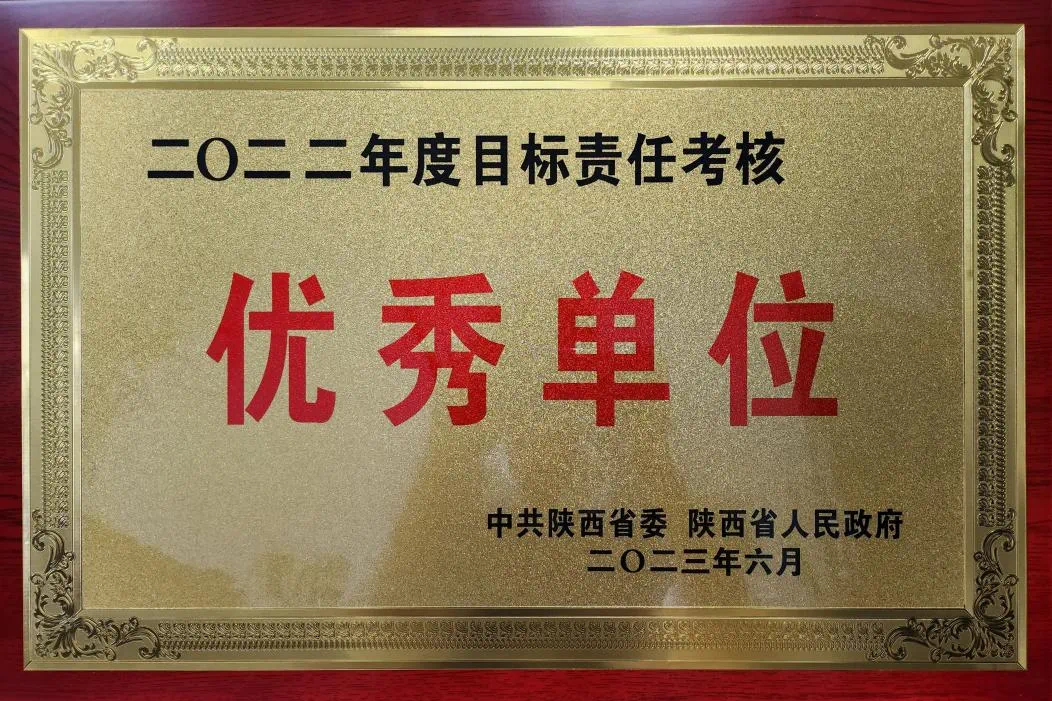 二〇二二年度目标责任考核
优秀单位
中共陕西省委 陕西省人民政府
二〇二三年六月